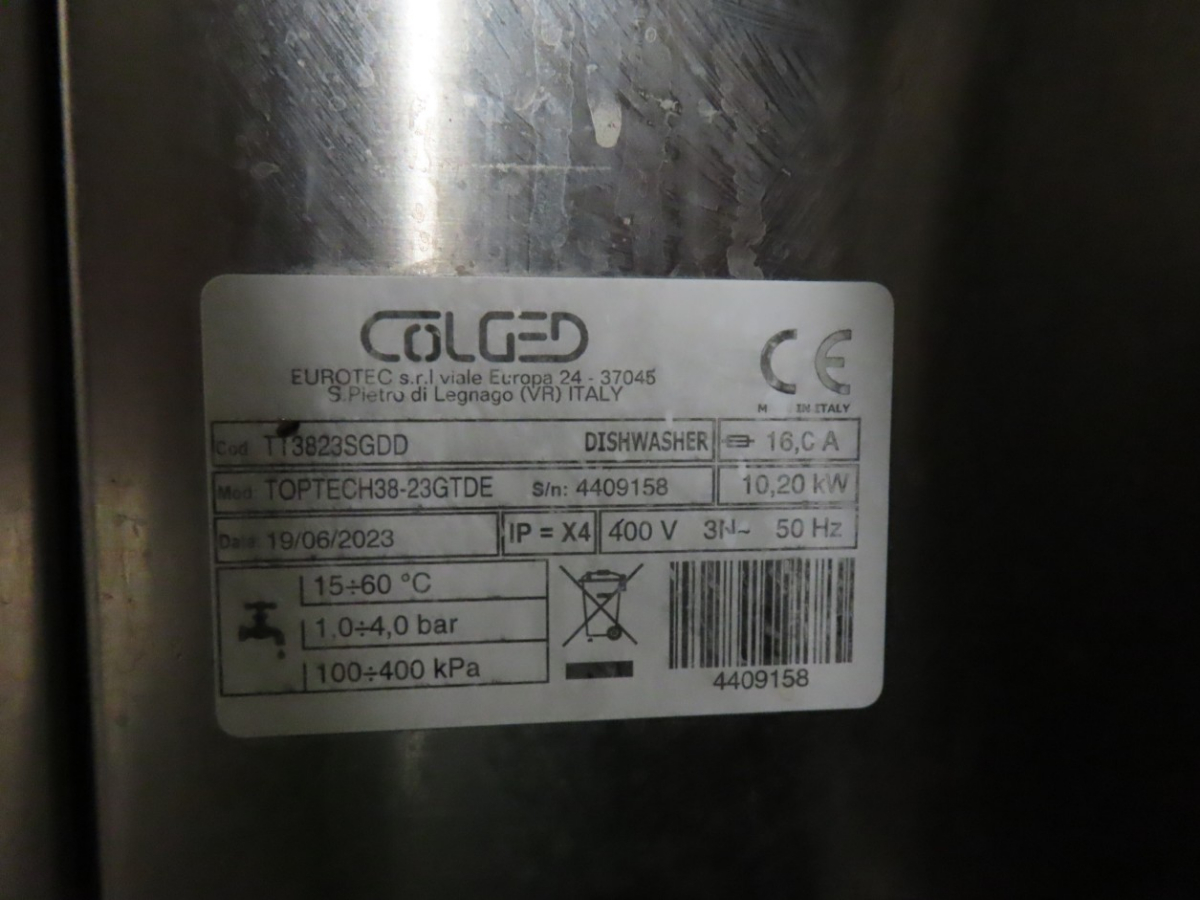 COLGED
EUROTEC s.r.l viale Europa 24 - 37045
S.Pietro di Legnago (VR) ITALY
CE
M IN ITALY
Cod TT3823SGDD DISHWASHER 16,0 A
Mod. TOPTECH38-23GTDE S/n: 4409158 10,20 kW
Date 19/06/2023 IP = X4 400 V 3N~ 50 Hz
15÷60 °C
1.0÷4,0 bar
100÷400 kPa
4409158